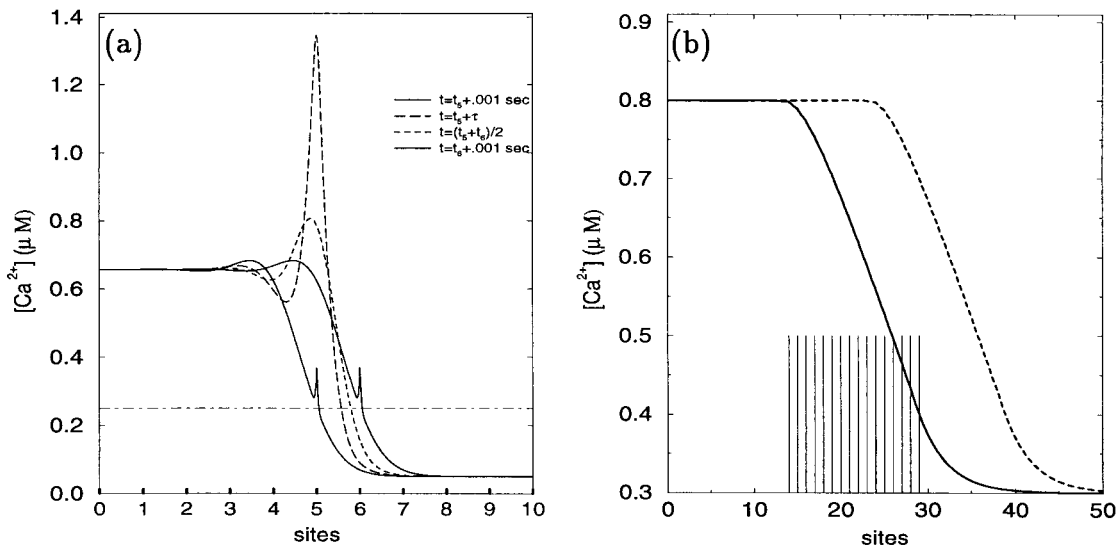 (a)
[Ca²⁺] (μ M)
1.4
1.2
1.0
0.8
0.6
0.4
0.2
0.0
t=t₅+.001 sec
t=t₅+τ
t=(t₅+t₆)/2
t=t₆+.001 sec
0 1 2 3 4 5 6 7 8 9 10
sites
(b)
[Ca²⁺] (μ M)
0.9
0.8
0.7
0.6
0.5
0.4
0.3
0 10 20 30 40 50
sites